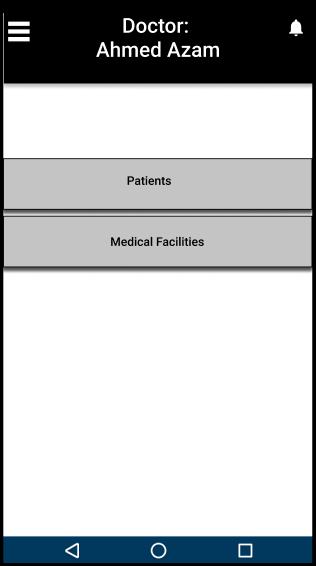 Doctor:
Ahmed Azam
Patients
Medical Facilities